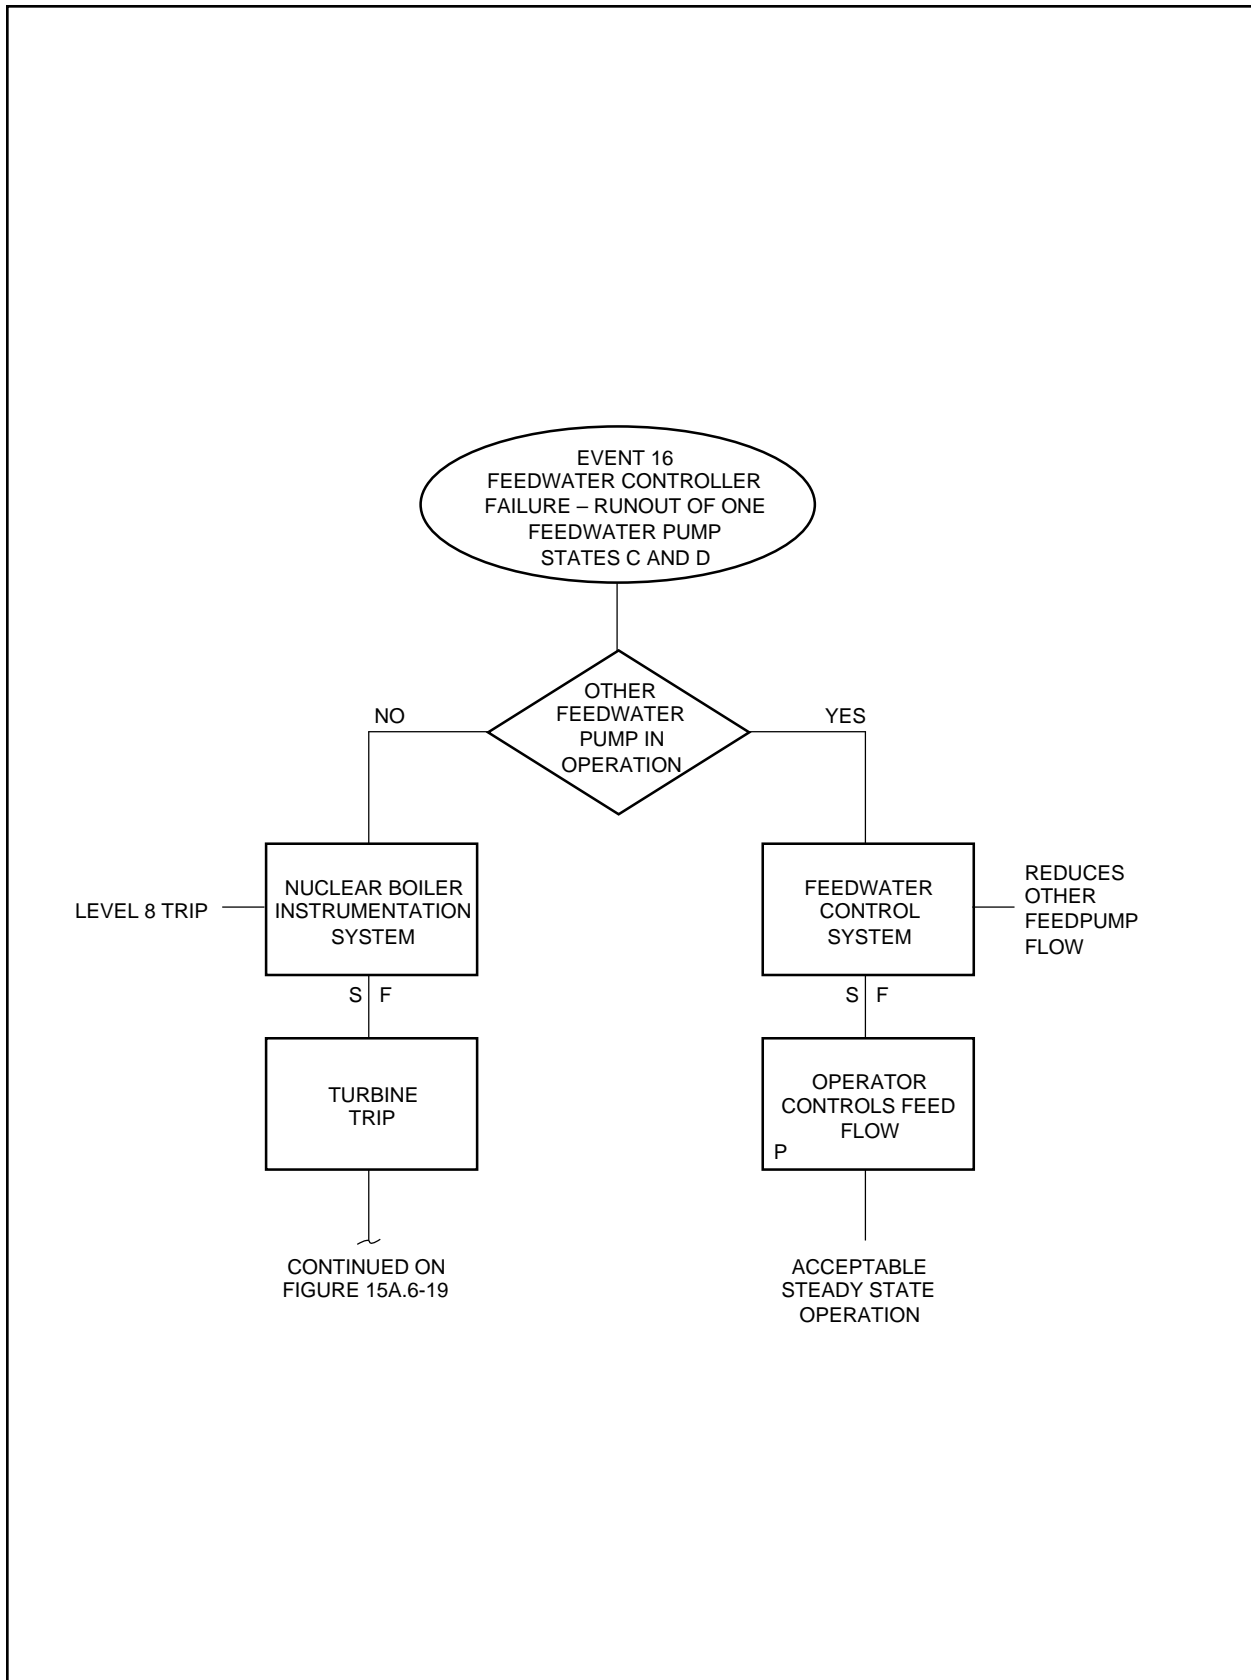 EVENT 16
FEEDWATER CONTROLLER
FAILURE – RUNOUT OF ONE
FEEDWATER PUMP
STATES C AND D
OTHER
FEEDWATER
PUMP IN
OPERATION
NO
YES
NUCLEAR BOILER
INSTRUMENTATION
SYSTEM
LEVEL 8 TRIP
FEEDWATER
CONTROL
SYSTEM
REDUCES
OTHER
FEEDPUMP
FLOW
S F
S F
TURBINE
TRIP
OPERATOR
CONTROLS FEED
FLOW
P
CONTINUED ON
FIGURE 15A.6-19
ACCEPTABLE
STEADY STATE
OPERATION